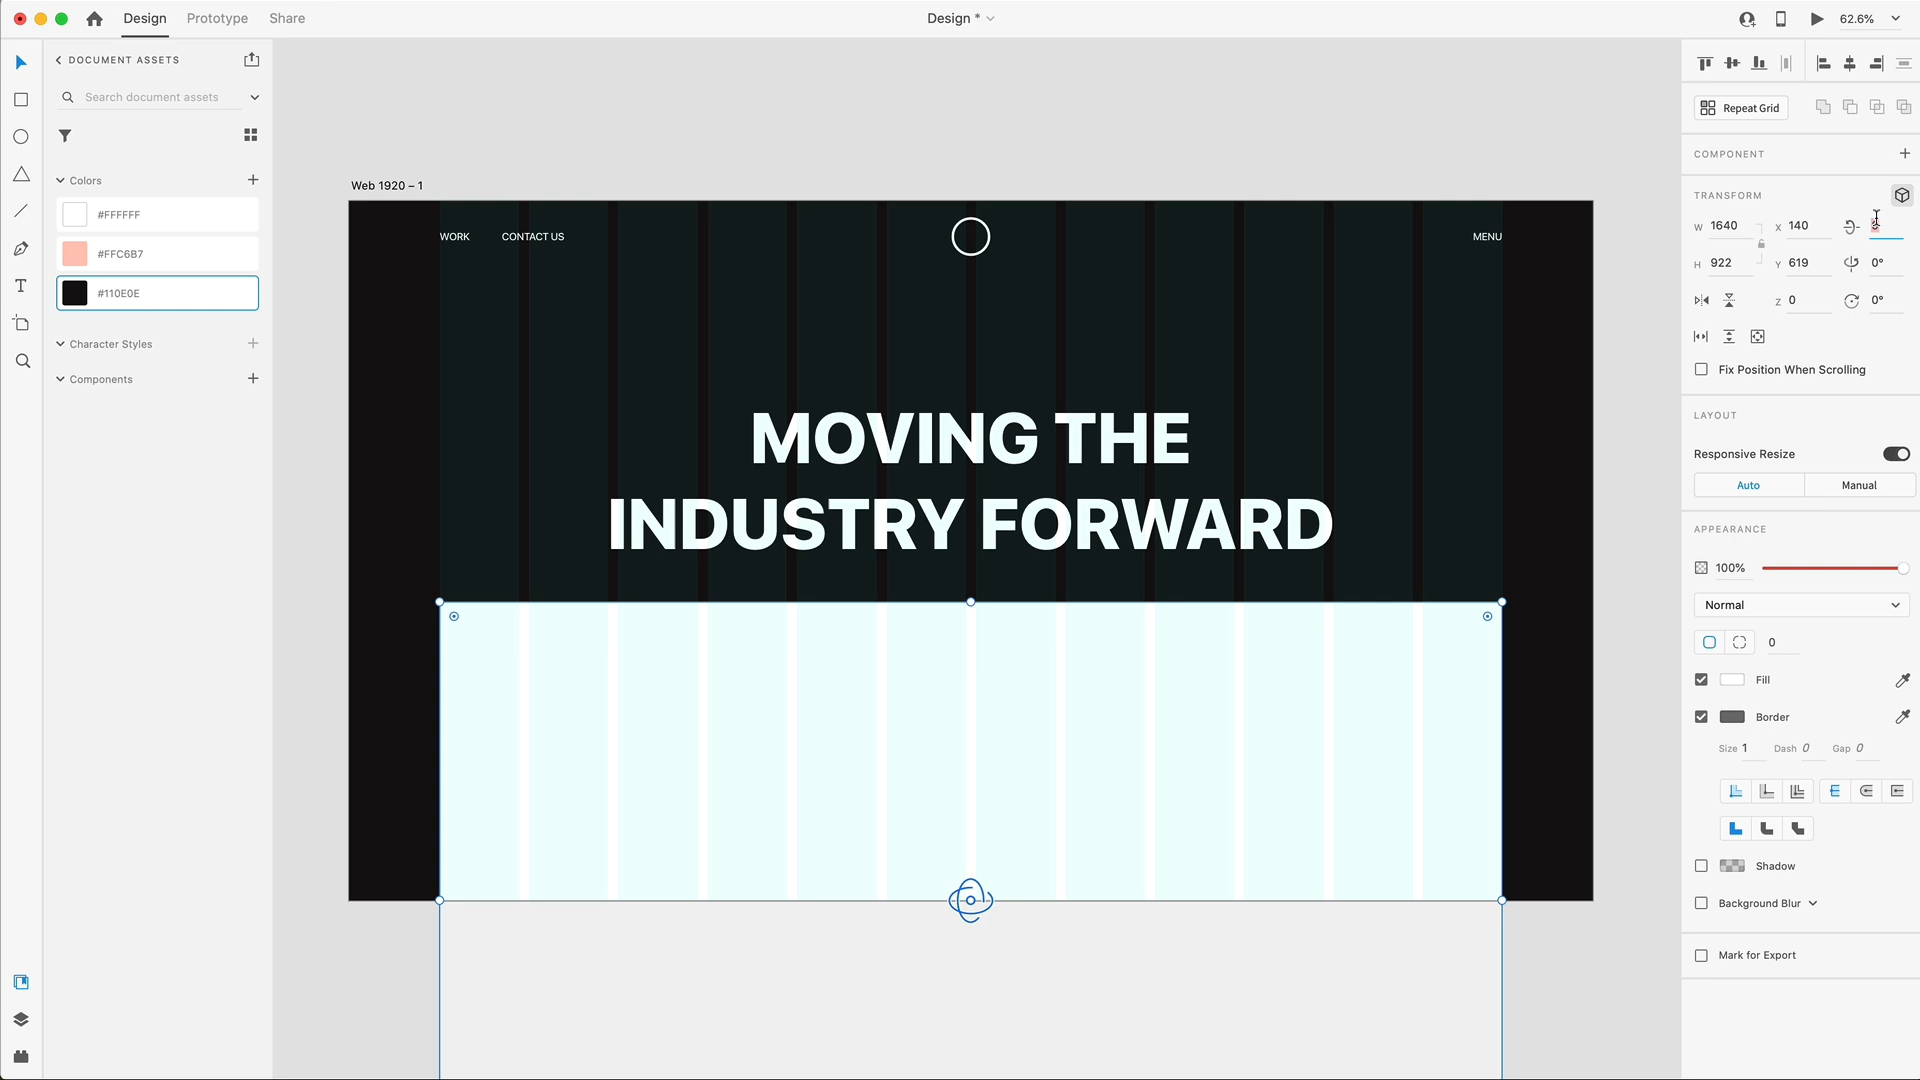 Design
Prototype
Share
Design *
62.6%
DOCUMENT ASSETS
Search document assets
Colors
#FFFFFF
#FFC6B7
#110E0E
Character Styles
Components
Web 1920 – 1
WORK
CONTACT US
MENU
MOVING THE
INDUSTRY FORWARD
Repeat Grid
COMPONENT
TRANSFORM
W 1640
X 140
H 922
Y 619
0°
Z 0
0°
Fix Position When Scrolling
LAYOUT
Responsive Resize
Auto
Manual
APPEARANCE
100%
Normal
0
Fill
Border
Size 1
Dash 0
Gap 0
Shadow
Background Blur
Mark for Export